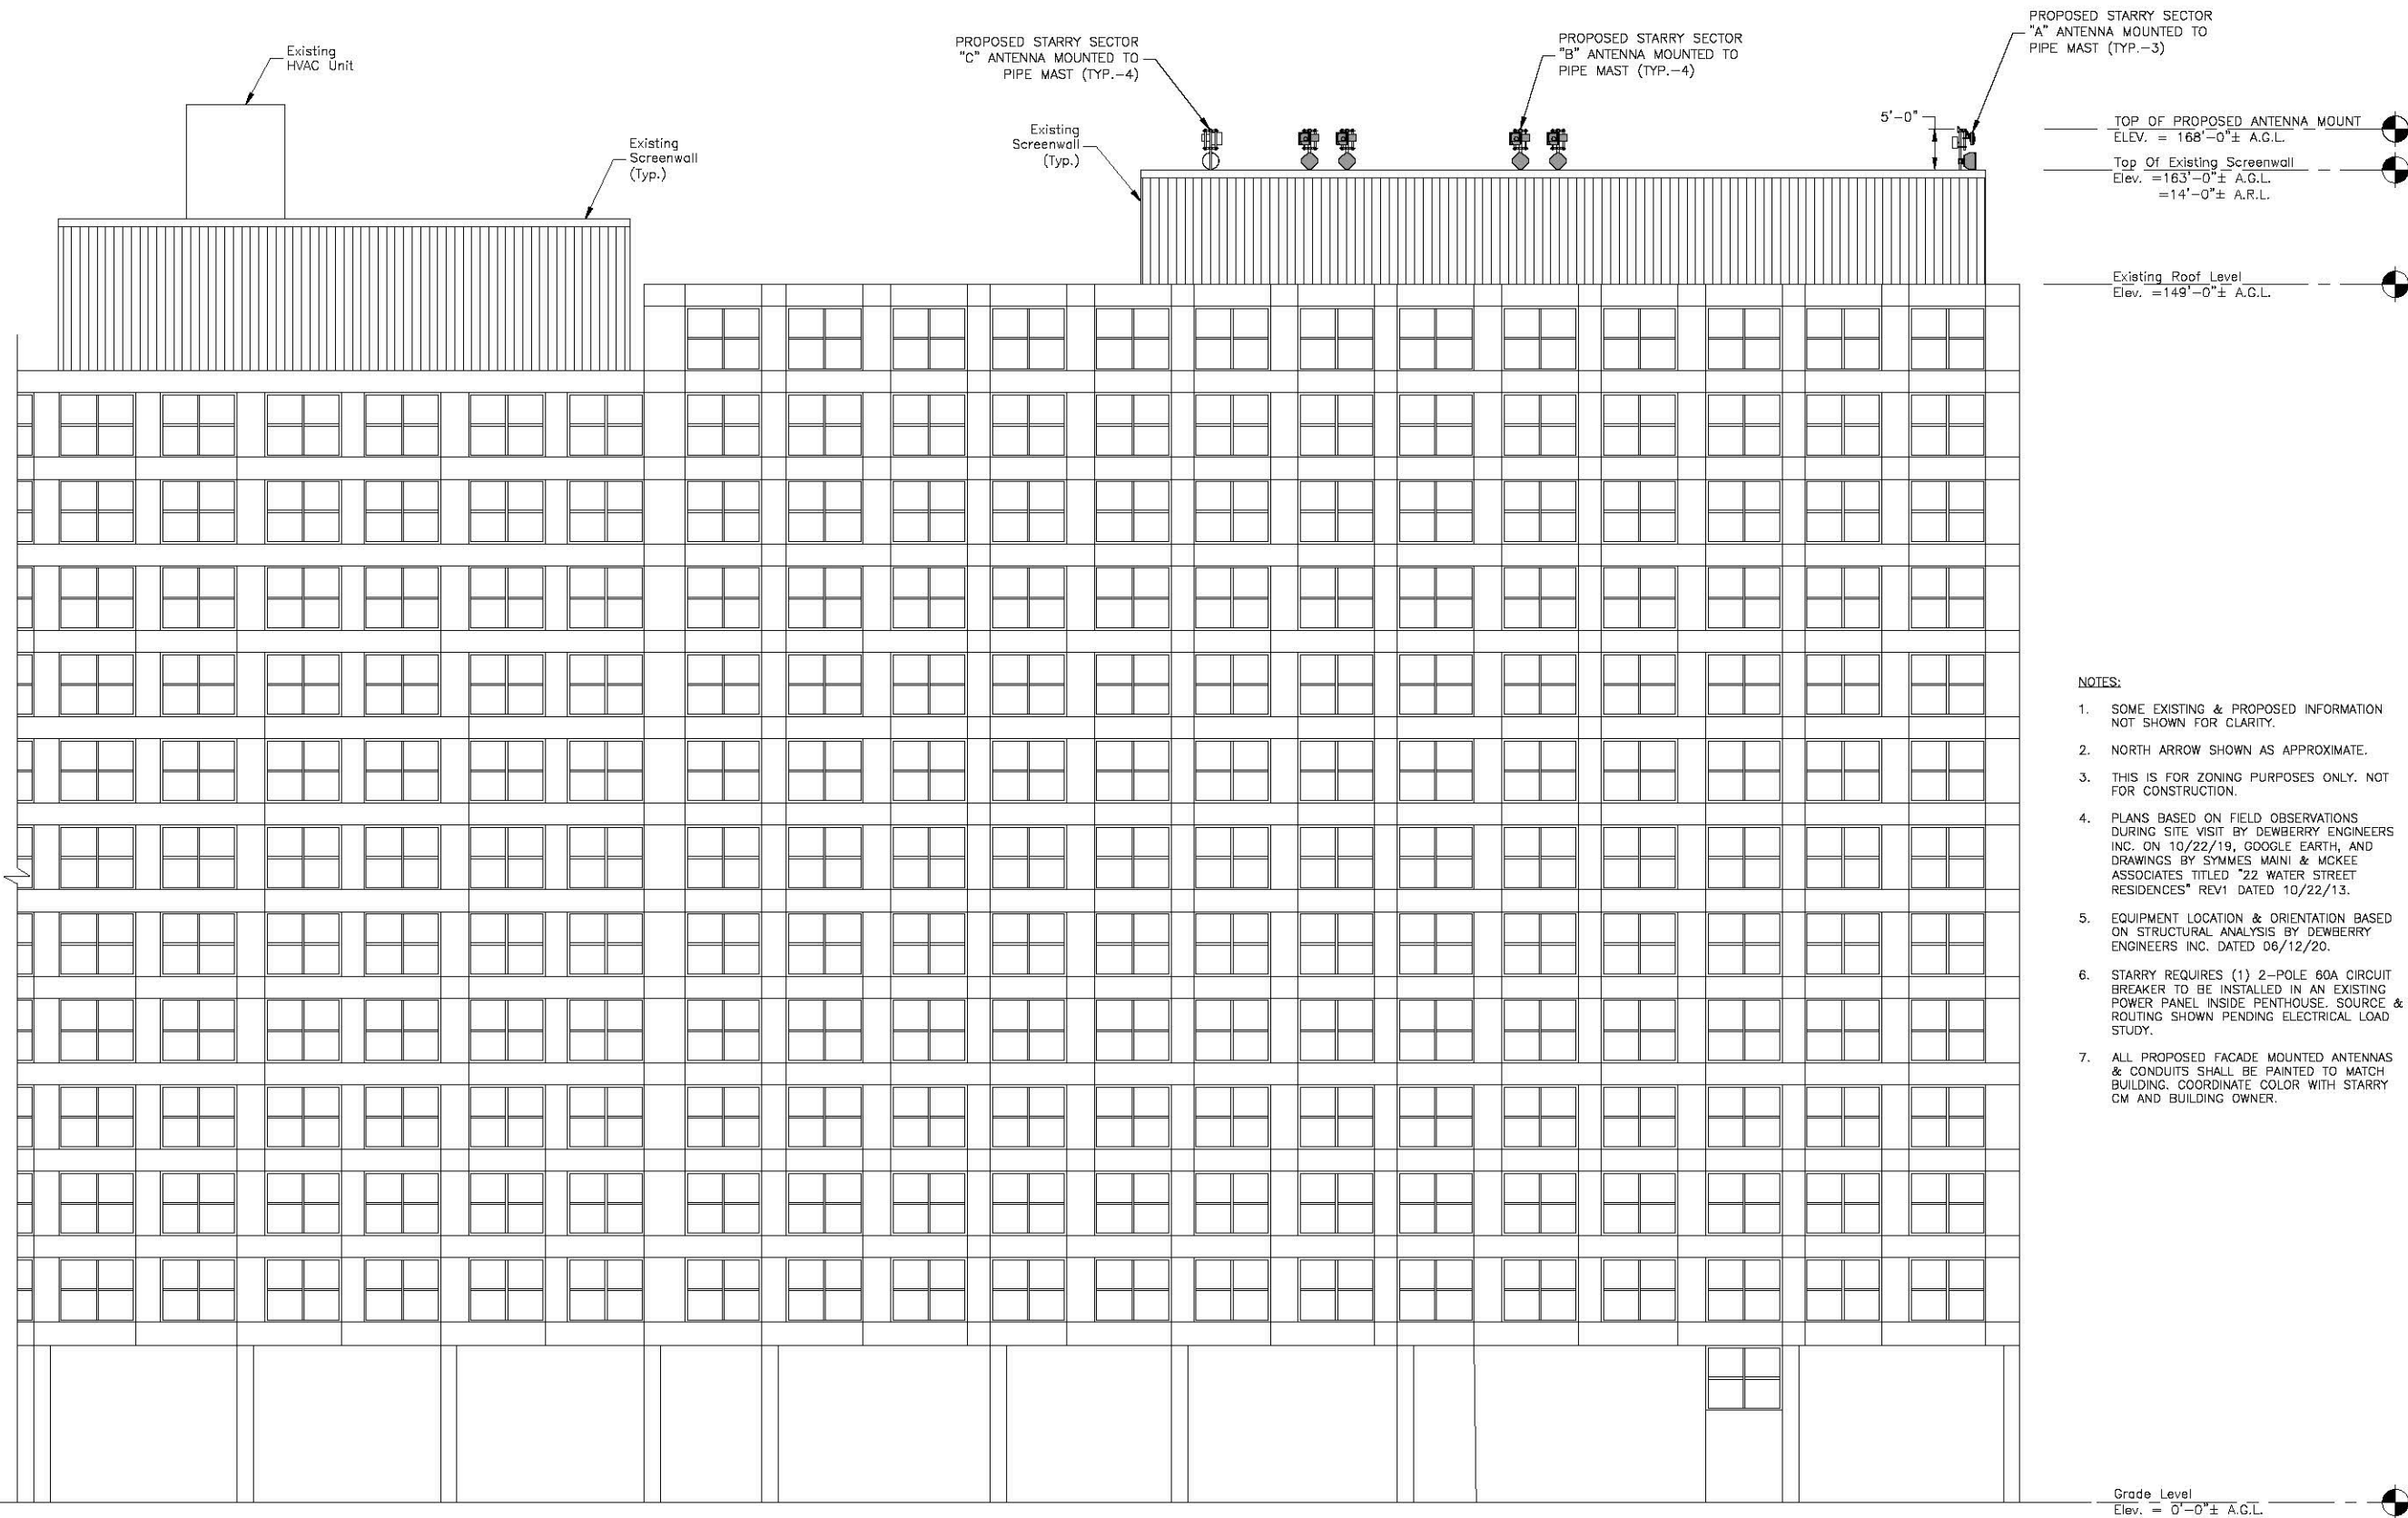 Existing
HVAC Unit
Existing
Screenwall
(Typ.)
PROPOSED STARRY SECTOR
"C" ANTENNA MOUNTED TO
PIPE MAST (TYP.-4)
Existing
Screenwall
(Typ.)
PROPOSED STARRY SECTOR
"B" ANTENNA MOUNTED TO
PIPE MAST (TYP.-4)
PROPOSED STARRY SECTOR
"A" ANTENNA MOUNTED TO
PIPE MAST (TYP.-3)
5'-0"
TOP OF PROPOSED ANTENNA MOUNT
ELEV. = 168'-0"± A.G.L.
Top Of Existing Screenwall
Elev. =163'-0"± A.G.L.
=14'-0"± A.R.L.
Existing Roof Level
Elev. =149'-0"± A.G.L.
NOTES:
1. SOME EXISTING & PROPOSED INFORMATION
NOT SHOWN FOR CLARITY.
2. NORTH ARROW SHOWN AS APPROXIMATE.
3. THIS IS FOR ZONING PURPOSES ONLY. NOT
FOR CONSTRUCTION.
4. PLANS BASED ON FIELD OBSERVATIONS
DURING SITE VISIT BY DEWBERRY ENGINEERS
INC. ON 10/22/19, GOOGLE EARTH, AND
DRAWINGS BY SYMMES MAINI & MCKEE
ASSOCIATES TITLED "22 WATER STREET
RESIDENCES" REV1 DATED 10/22/13.
5. EQUIPMENT LOCATION & ORIENTATION BASED
ON STRUCTURAL ANALYSIS BY DEWBERRY
ENGINEERS INC. DATED 06/12/20.
6. STARRY REQUIRES (1) 2-POLE 60A CIRCUIT
BREAKER TO BE INSTALLED IN AN EXISTING
POWER PANEL INSIDE PENTHOUSE. SOURCE &
ROUTING SHOWN PENDING ELECTRICAL LOAD
STUDY.
7. ALL PROPOSED FACADE MOUNTED ANTENNAS
& CONDUITS SHALL BE PAINTED TO MATCH
BUILDING. COORDINATE COLOR WITH STARRY
CM AND BUILDING OWNER.
Grade Level
Elev. = 0'-0"± A.G.L.